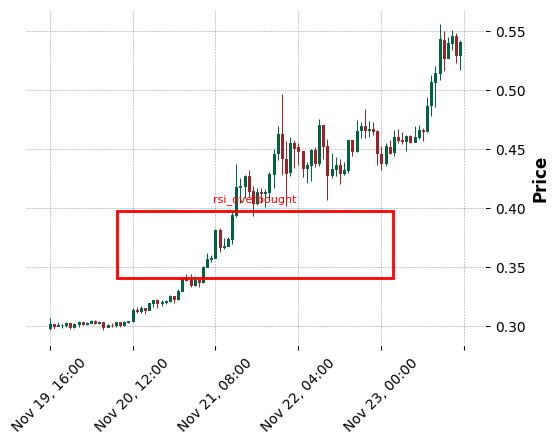 0.55
0.50
0.45
0.40
0.35
0.30
Price
rsi_overbought
Nov 19, 16:00
Nov 20, 12:00
Nov 21, 08:00
Nov 22, 04:00
Nov 23, 00:00